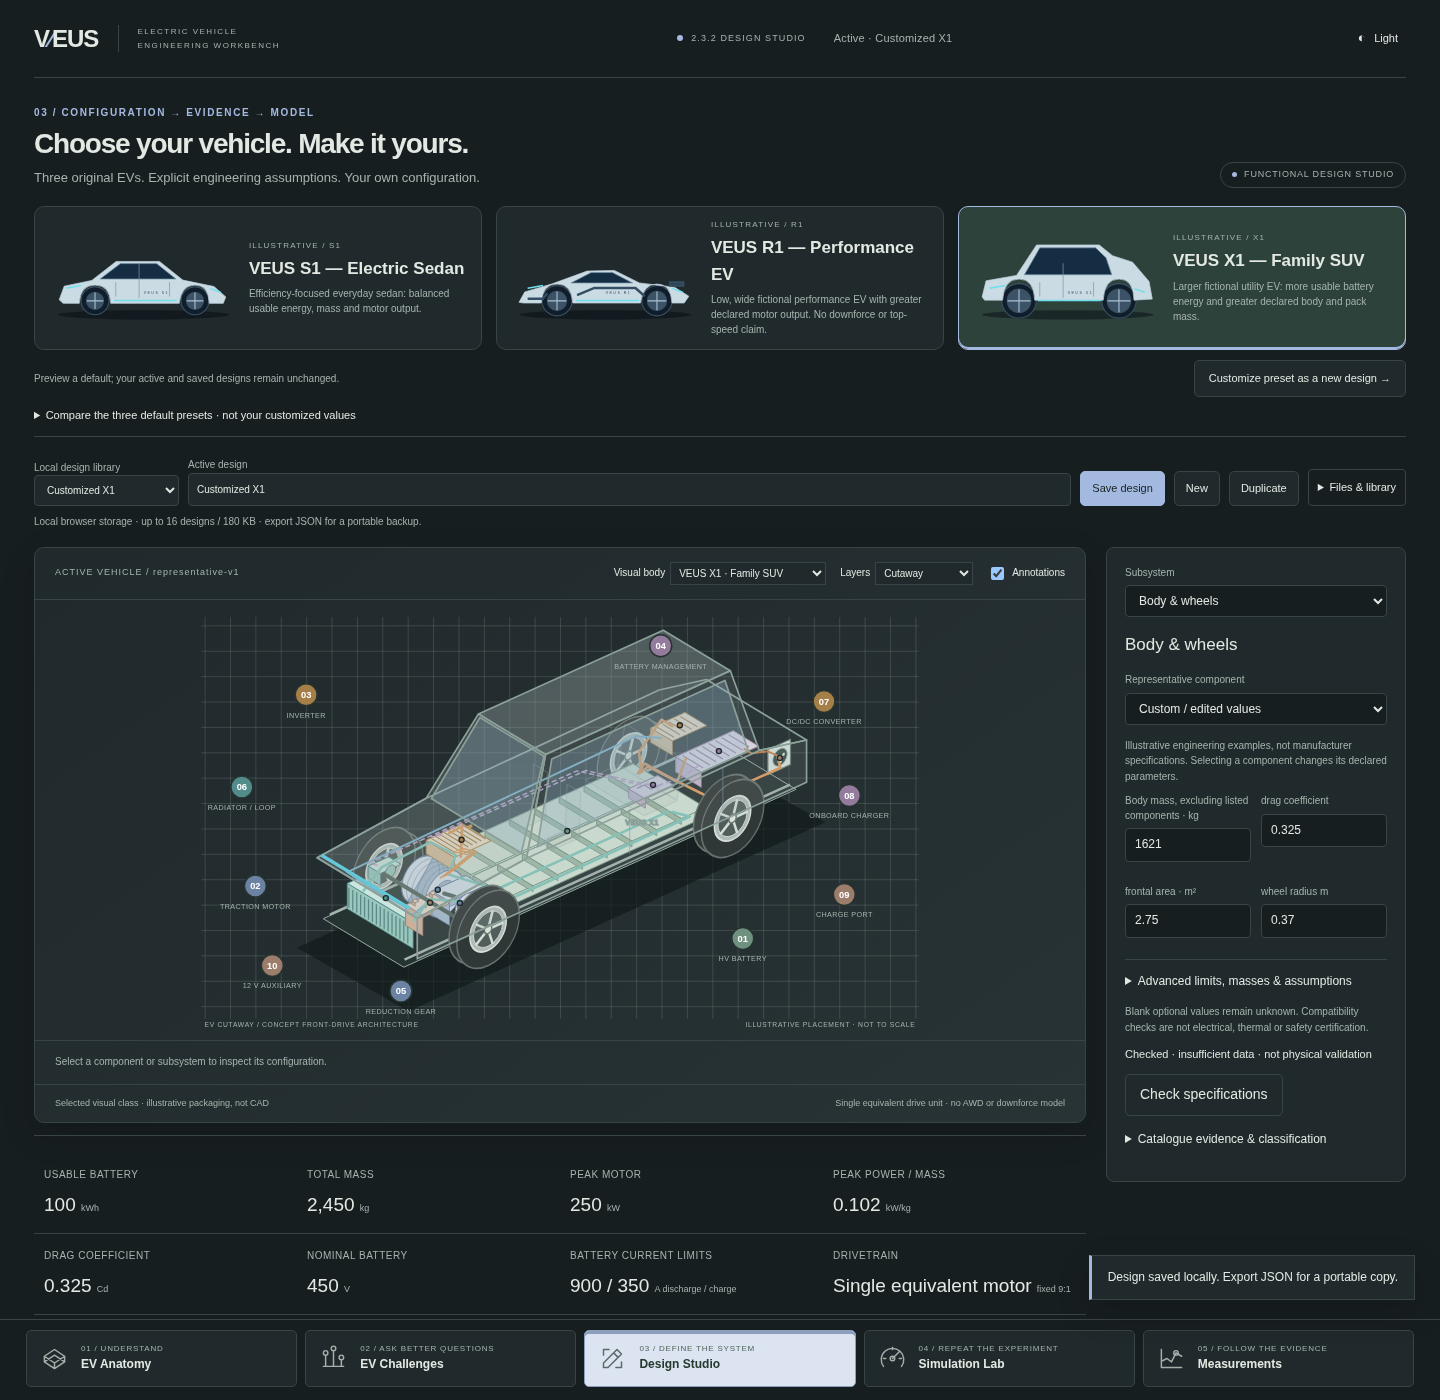 VEUS
ELECTRIC VEHICLE
ENGINEERING WORKBENCH
2.3.2 DESIGN STUDIO
Active · Customized X1
Light
03 / CONFIGURATION → EVIDENCE → MODEL
Choose your vehicle. Make it yours.
Three original EVs. Explicit engineering assumptions. Your own configuration.
FUNCTIONAL DESIGN STUDIO
VEUS S1
ILLUSTRATIVE / S1
VEUS S1 — Electric Sedan
Efficiency-focused everyday sedan: balanced
usable energy, mass and motor output.
VEUS R1
ILLUSTRATIVE / R1
VEUS R1 — Performance
EV
Low, wide fictional performance EV with greater
declared motor output. No downforce or top-
speed claim.
VEUS X1
ILLUSTRATIVE / X1
VEUS X1 — Family SUV
Larger fictional utility EV: more usable battery
energy and greater declared body and pack
mass.
Preview a default; your active and saved designs remain unchanged.
Customize preset as a new design →
Compare the three default presets · not your customized values
Local design library
Customized X1
Active design
Customized X1
Save design
New
Duplicate
Files & library
Local browser storage · up to 16 designs / 180 KB · export JSON for a portable backup.
ACTIVE VEHICLE / representative-v1
Visual body
VEUS X1 · Family SUV
Layers
Cutaway
Annotations
04
BATTERY MANAGEMENT
03
INVERTER
07
DC/DC CONVERTER
06
RADIATOR / LOOP
08
ONBOARD CHARGER
VEUS X1
02
TRACTION MOTOR
09
CHARGE PORT
01
HV BATTERY
10
12 V AUXILIARY
05
REDUCTION GEAR
EV CUTAWAY / CONCEPT FRONT-DRIVE ARCHITECTURE
ILLUSTRATIVE PLACEMENT · NOT TO SCALE
Select a component or subsystem to inspect its configuration.
Selected visual class · illustrative packaging, not CAD
Single equivalent drive unit · no AWD or downforce model
Subsystem
Body & wheels
Body & wheels
Representative component
Custom / edited values
Illustrative engineering examples, not manufacturer
specifications. Selecting a component changes its declared
parameters.
Body mass, excluding listed
components · kg
1621
drag coefficient
0.325
frontal area · m²
2.75
wheel radius m
0.37
Advanced limits, masses & assumptions
Blank optional values remain unknown. Compatibility
checks are not electrical, thermal or safety certification.
Checked · insufficient data · not physical validation
Check specifications
Catalogue evidence & classification
USABLE BATTERY
100 kWh
TOTAL MASS
2,450 kg
PEAK MOTOR
250 kW
PEAK POWER / MASS
0.102 kW/kg
DRAG COEFFICIENT
0.325 Cd
NOMINAL BATTERY
450 V
BATTERY CURRENT LIMITS
900 / 350 A discharge / charge
DRIVETRAIN
Single equivalent motor fixed 9:1
Design saved locally. Export JSON for a portable copy.
01 / UNDERSTAND
EV Anatomy
02 / ASK BETTER QUESTIONS
EV Challenges
03 / DEFINE THE SYSTEM
Design Studio
04 / REPEAT THE EXPERIMENT
Simulation Lab
05 / FOLLOW THE EVIDENCE
Measurements